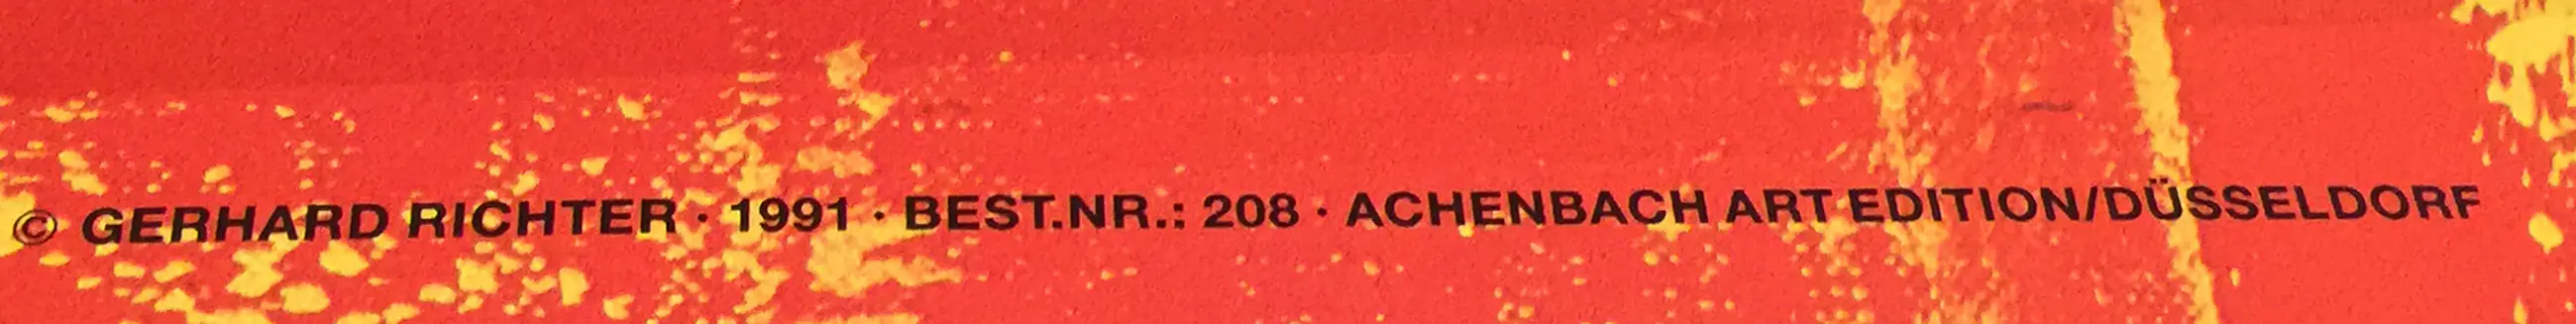 © GERHARD RICHTER · 1991 · BEST.NR.: 208 · ACHENBACH ART EDITION/DÜSSELDORF